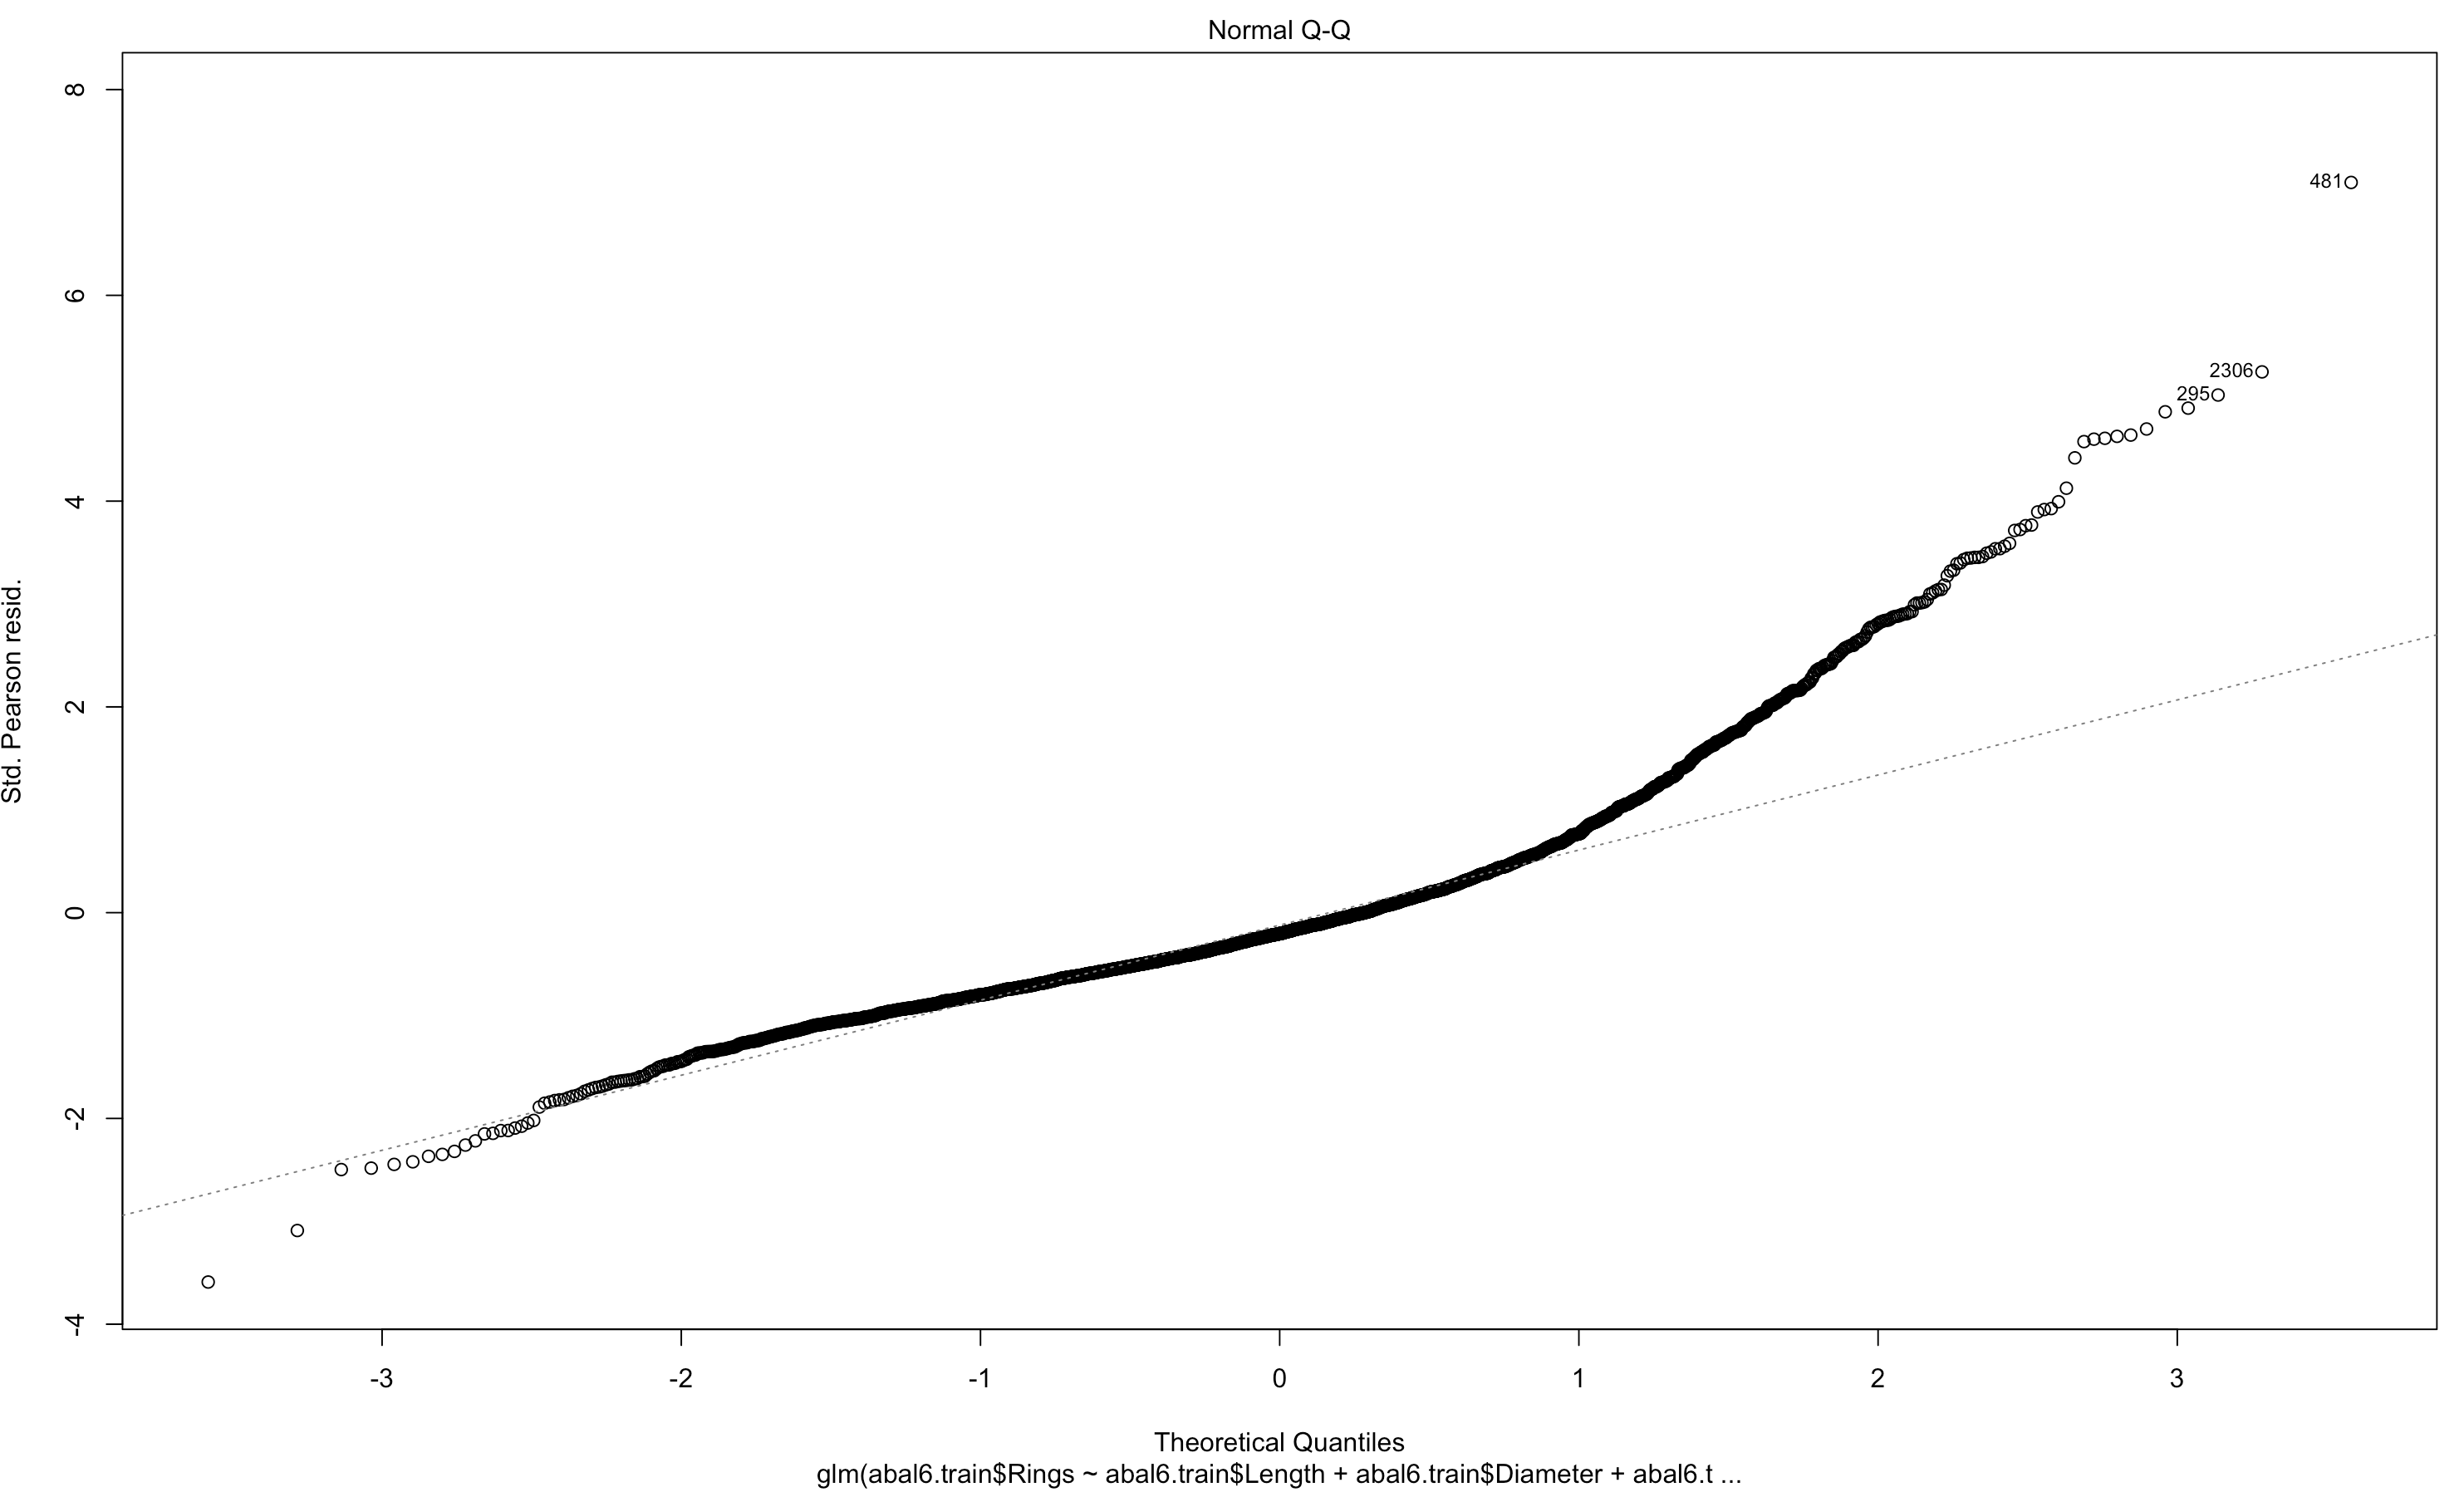 Normal Q-Q
8
6
4
2
0
-2
-4
Std. Pearson resid.
481
2306
295
-3 -2 -1 0 1 2 3
Theoretical Quantiles
glm(abal6.train$Rings ~ abal6.train$Length + abal6.train$Diameter + abal6.t ...